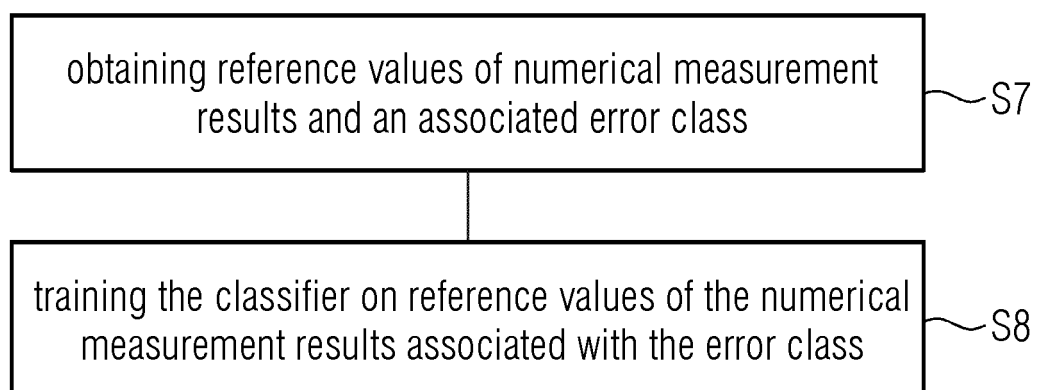 obtaining reference values of numerical measurement
results and an associated error class
S7
training the classifier on reference values of the numerical
measurement results associated with the error class
S8